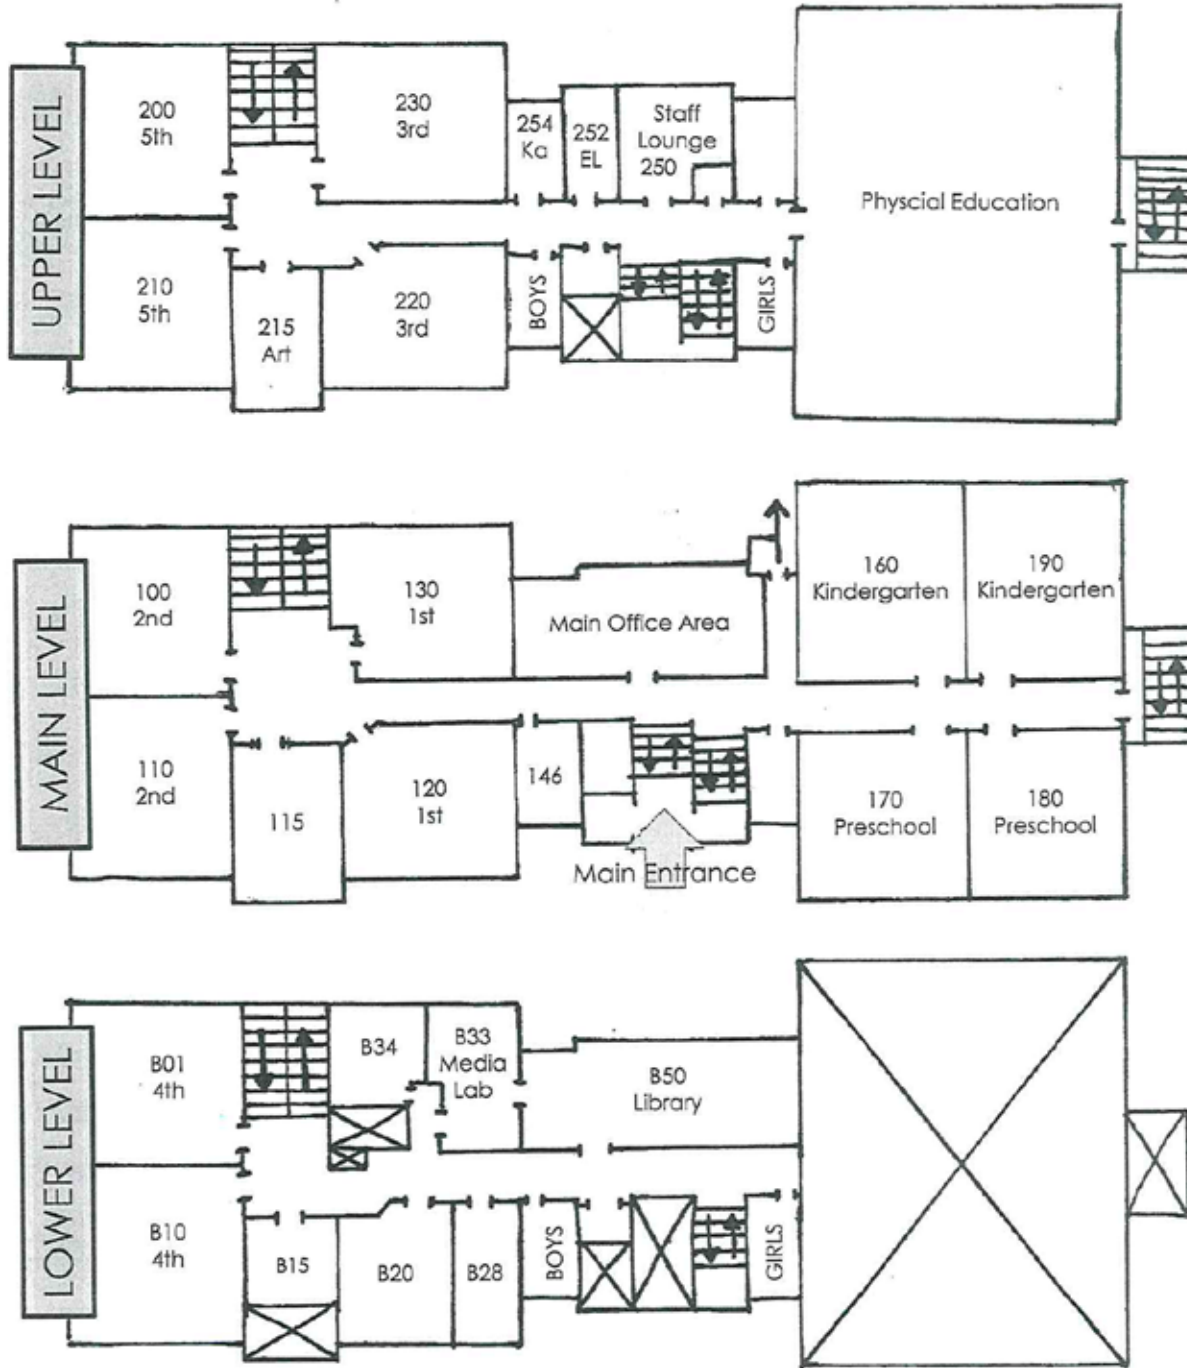 UPPER LEVEL
200
5th
230
3rd
254
Ka
252
EL
Staff
Lounge
250
Physcial Education
210
5th
215
Art
220
3rd
BOYS
GIRLS
MAIN LEVEL
100
2nd
130
1st
Main Office Area
160
Kindergarten
190
Kindergarten
110
2nd
115
120
1st
146
Main Entrance
170
Preschool
180
Preschool
LOWER LEVEL
B01
4th
B34
B33
Media
Lab
B50
Library
B10
4th
B15
B20
B28
BOYS
GIRLS